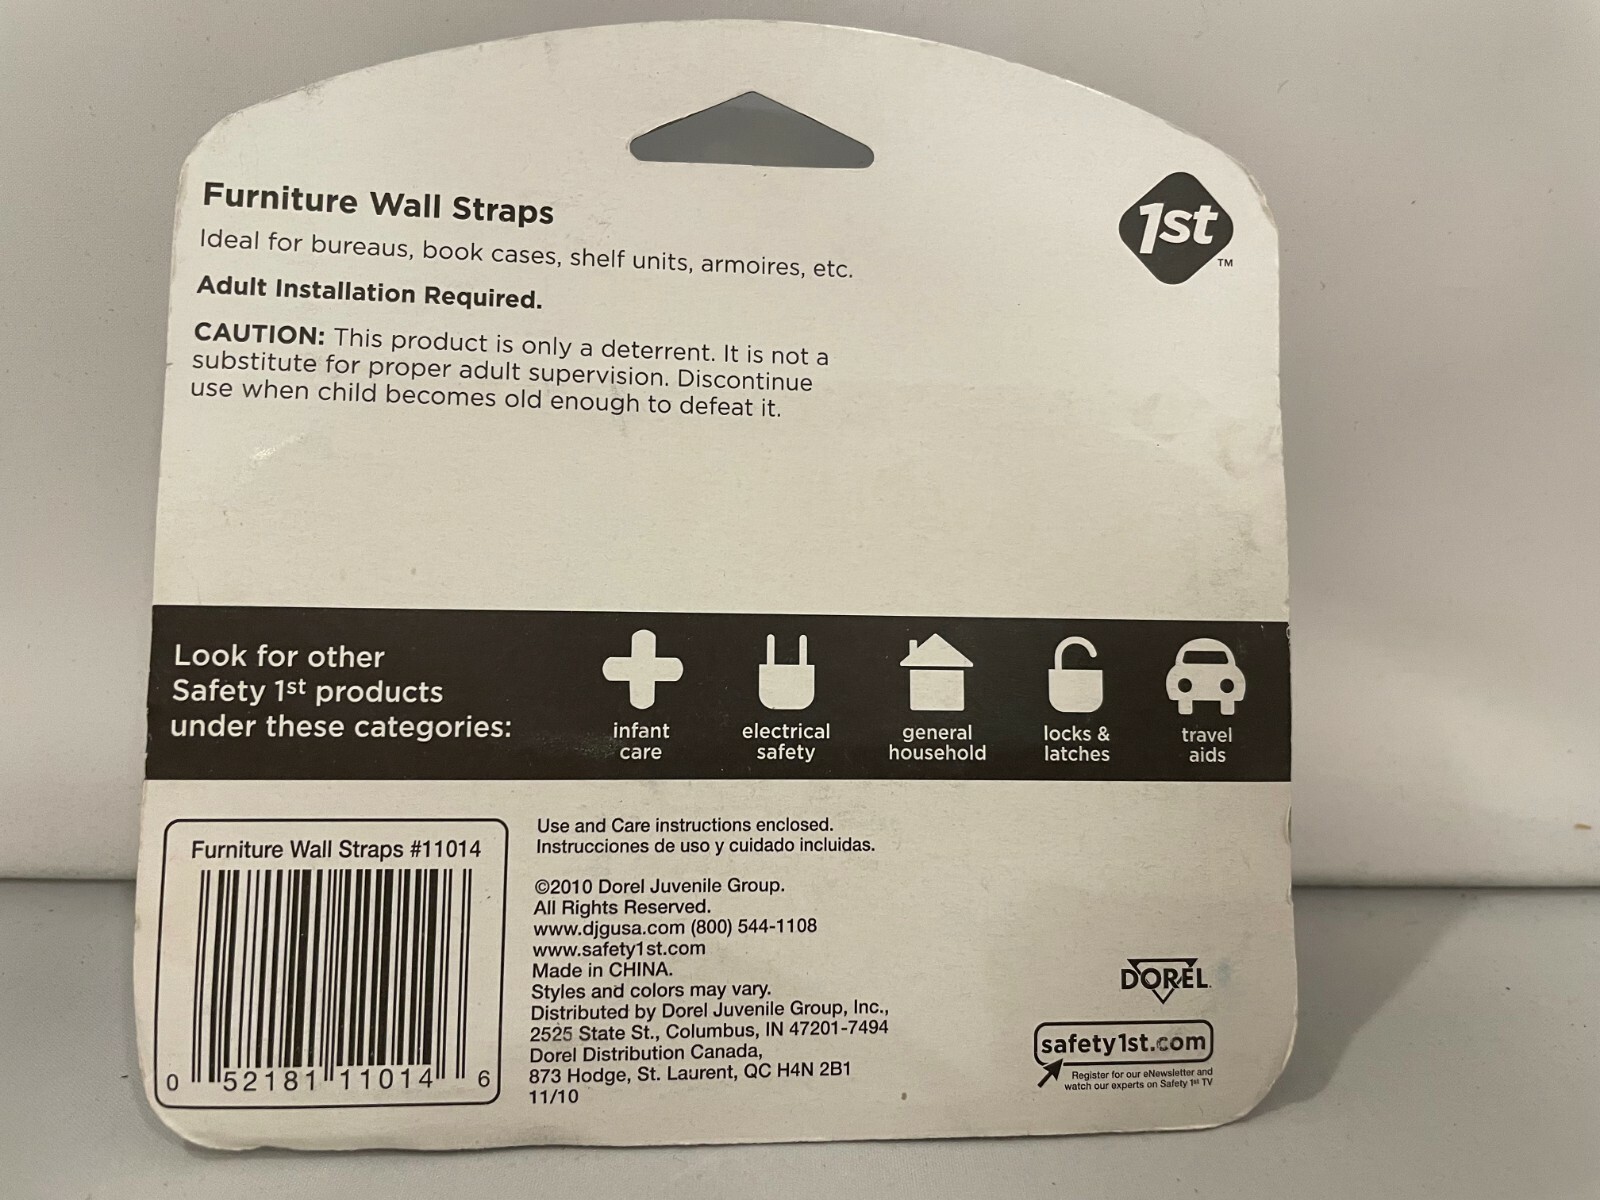 Furniture Wall Straps
Ideal for bureaus, book cases, shelf units, armoires, etc.
Adult Installation Required.
CAUTION: This product is only a deterrent. It is not a
substitute for proper adult supervision. Discontinue
use when child becomes old enough to defeat it.
1st
TM
Look for other
Safety 1st products
under these categories:
infant
care
electrical
safety
general
household
locks &
latches
travel
aids
Furniture Wall Straps #11014
0 52181 11014 6
Use and Care instructions enclosed.
Instrucciones de uso y cuidado incluidas.
©2010 Dorel Juvenile Group.
All Rights Reserved.
www.djgusa.com (800) 544-1108
www.safety1st.com
Made in CHINA.
Styles and colors may vary.
Distributed by Dorel Juvenile Group, Inc.,
2525 State St., Columbus, IN 47201-7494
Dorel Distribution Canada,
873 Hodge, St. Laurent, QC H4N 2B1
11/10
DOREL
safety1st.com
Register for our eNewsletter and
watch our experts on Safety 1st TV